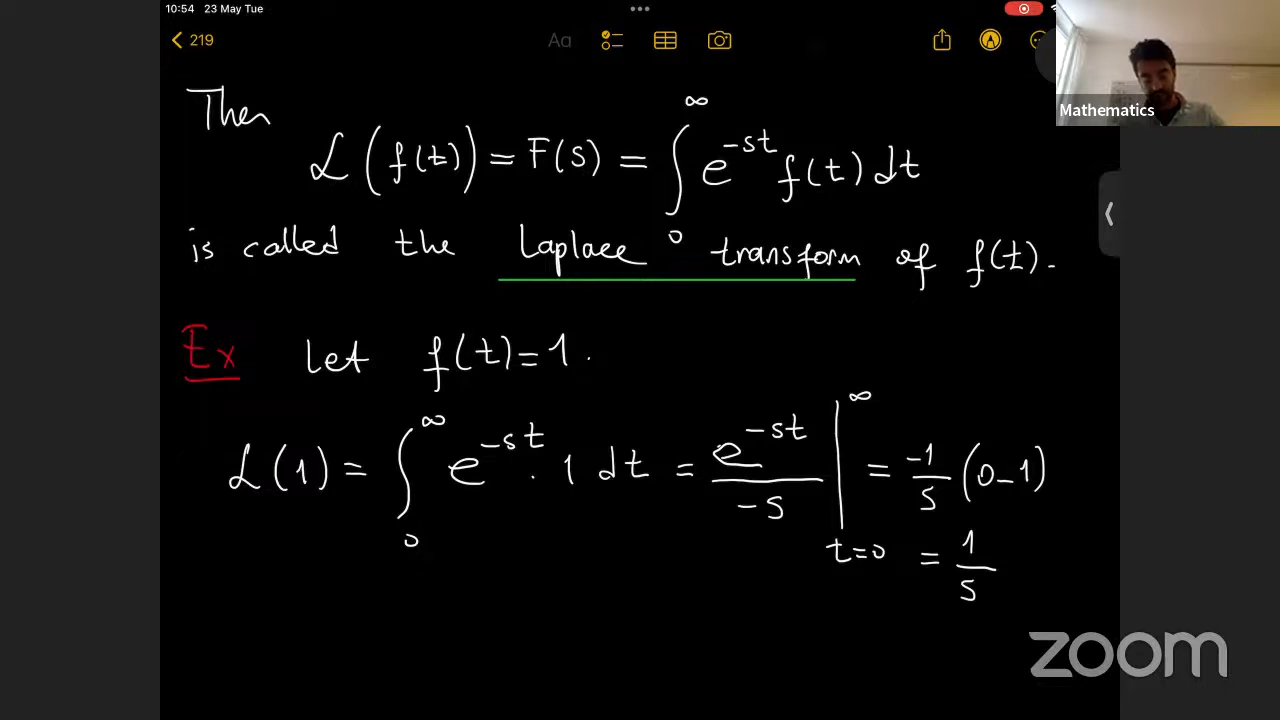 10:54 23 May Tue
219
Aa
Mathematics
Then
ℒ(f(t)) = F(s) = ∫₀^∞ e^{-st} f(t) dt
is called the Laplace transform of f(t).
Ex let f(t)=1.
ℒ(1) = ∫₀^∞ e^{-st} · 1 dt = e^{-st}/-s |_{t=0}^∞ = -1/s (0-1)
= 1/s
zoom